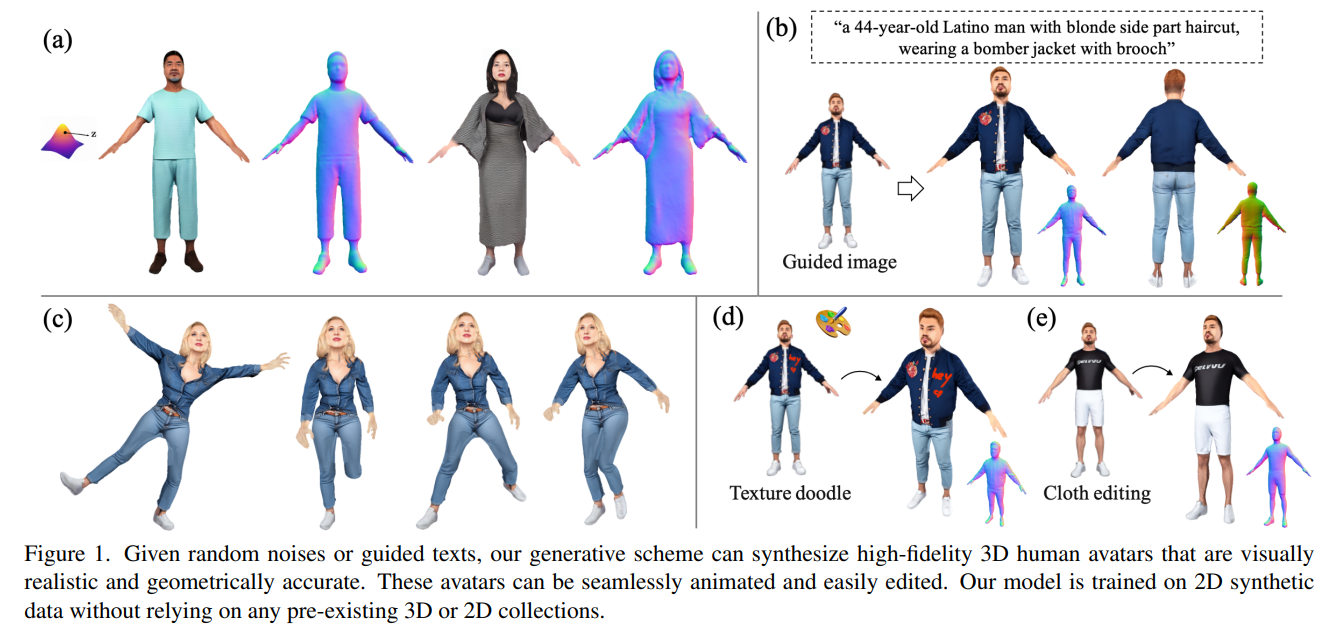 (a)
z
(b)
“a 44-year-old Latino man with blonde side part haircut,
wearing a bomber jacket with brooch”
Guided image
(c)
(d)
hey
Texture doodle
(e)
Cloth editing
Figure 1. Given random noises or guided texts, our generative scheme can synthesize high-fidelity 3D human avatars that are visually
realistic and geometrically accurate. These avatars can be seamlessly animated and easily edited. Our model is trained on 2D synthetic
data without relying on any pre-existing 3D or 2D collections.